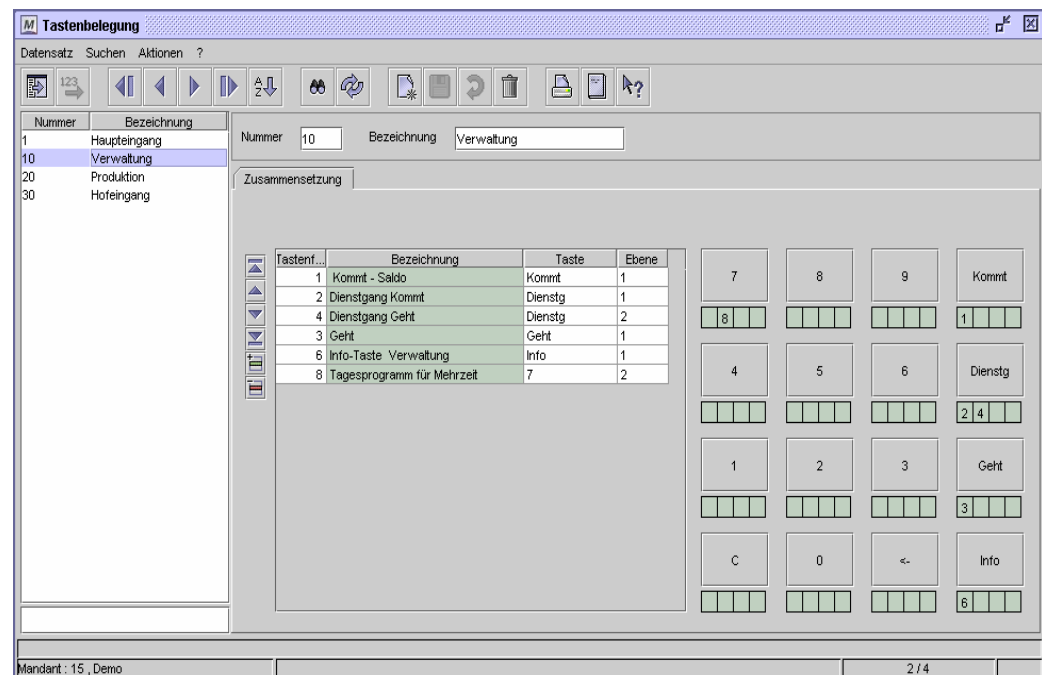 M Tastenbelegung
Datensatz Suchen Aktionen ?
123 A Z ?
Nummer Bezeichnung
1 Haupteingang
10 Verwaltung
20 Produktion
30 Hofeingang
Nummer 10 Bezeichnung Verwaltung
Zusammensetzung
Tastenf... Bezeichnung Taste Ebene
1 Kommt - Saldo Kommt 1
2 Dienstgang Kommt Dienstg 1
4 Dienstgang Geht Dienstg 2
3 Geht Geht 1
6 Info-Taste Verwaltung Info 1
8 Tagesprogramm für Mehrzeit 7 2
7 8 9 Kommt
8 1
4 5 6 Dienstg
2 4
1 2 3 Geht
3
C 0 <- Info
6
Mandant : 15 , Demo 2 / 4